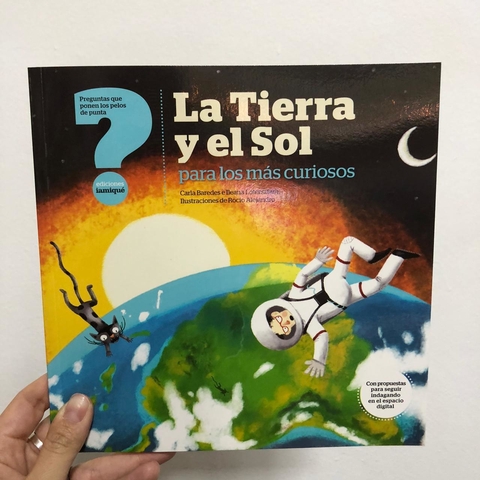 Preguntas que
ponen los pelos
de punta
ediciones
iamiqué
La Tierra
y el Sol
para los más curiosos
Carla Baredes e Ileana Lotersztain
Ilustraciones de Rocío Alejandro
Con propuestas
para seguir
indagando
en el espacio
digital